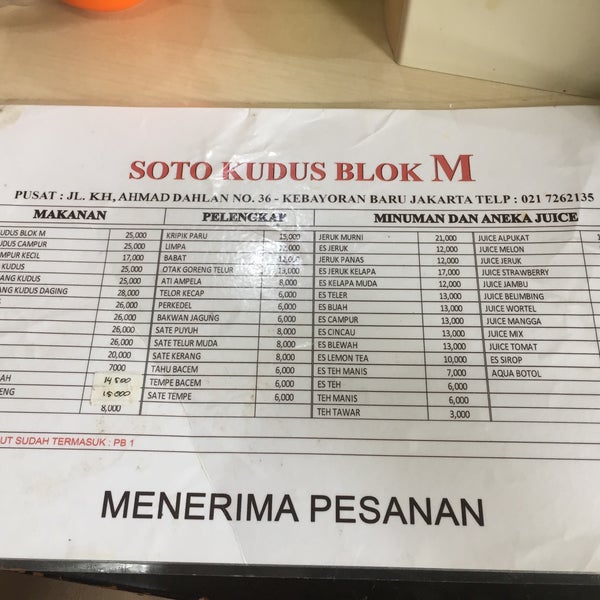 SOTO KUDUS BLOK M
PUSAT : JL. KH, AHMAD DAHLAN NO. 36 - KEBAYORAN BARU JAKARTA TELP : 021 7262135
MAKANAN PELENGKAP MINUMAN DAN ANEKA JUICE
UDUS BLOK M 25,000 KRIPIK PARU 15,000 JERUK MURNI 21,000 JUICE ALPUKAT
UDUS CAMPUR 25,000 LIMPA ES JERUK 12,000 JUICE MELON
MPUR KECIL 17,000 BABAT JERUK PANAS 12,000 JUICE JERUK
KUDUS 25,000 OTAK GORENG TELUR 13,000 ES JERUK KELAPA 17,000 JUICE STRAWBERRY
ANG KUDUS 25,000 ATI AMPELA 8,000 ES KELAPA MUDA 12,000 JUICE JAMBU
ANG KUDUS DAGING 28,000 TELOR KECAP 6,000 ES TELER 13,000 JUICE BELIMBING
26,000 PERKEDEL 6,000 ES BUAH 13,000 JUICE WORTEL
26,000 BAKWAN JAGUNG 6,000 ES CAMPUR 13,000 JUICE MANGGA
26,000 SATE PUYUH 8,000 ES CINCAU 13,000 JUICE MIX
26,000 SATE TELUR MUDA 8,000 ES BLEWAH 13,000 JUICE TOMAT
20,000 SATE KERANG 8,000 ES LEMON TEA 10,000 ES SIROP
7000 TAHU BACEM 6,000 ES TEH MANIS 7,000 AQUA BOTOL
AH 14500 TEMPE BACEM 6,000 ES TEH 6,000
ENG 15.000 SATE TEMPE 6,000 TEH MANIS 6,000
8,000 TEH TAWAR 3,000
UT SUDAH TERMASUK : PB 1
MENERIMA PESANAN